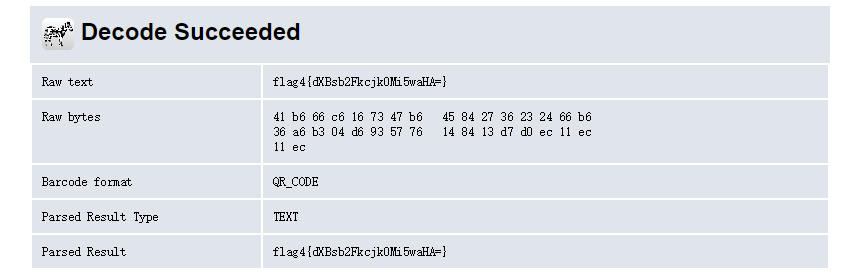 Decode Succeeded
Raw text flag4{dXBsb2Fkcjk0Mi5waHA=}
Raw bytes 41 b6 66 c6 16 73 47 b6 45 84 27 36 23 24 66 b6
36 a6 b3 04 d6 93 57 76 14 84 13 d7 d0 ec 11 ec
11 ec
Barcode format QR_CODE
Parsed Result Type TEXT
Parsed Result flag4{dXBsb2Fkcjk0Mi5waHA=}